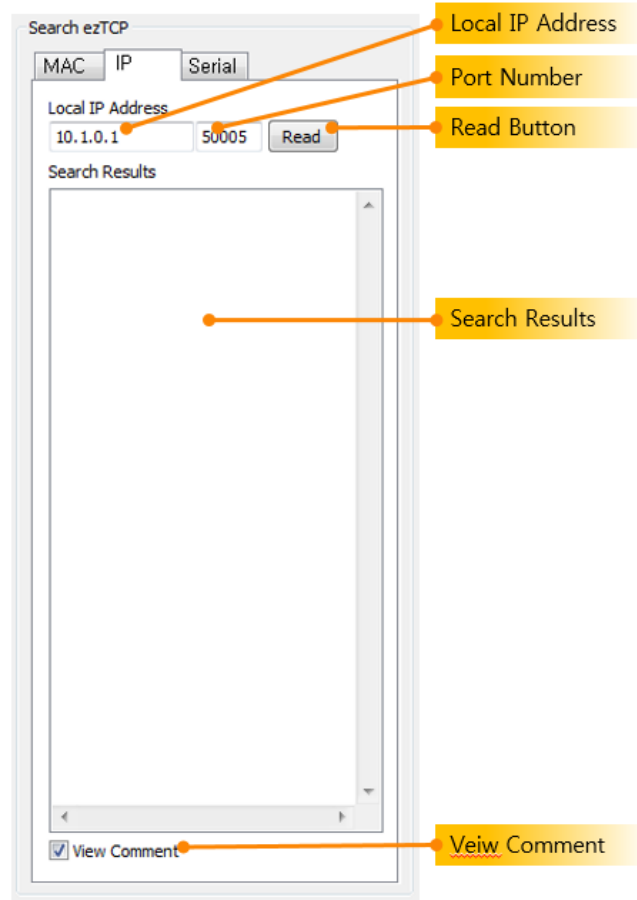 Search ezTCP
Local IP Address
MAC IP Serial
Port Number
Local IP Address
10.1.0.1 50005 Read
Read Button
Search Results
Search Results
View Comment
Veiw Comment